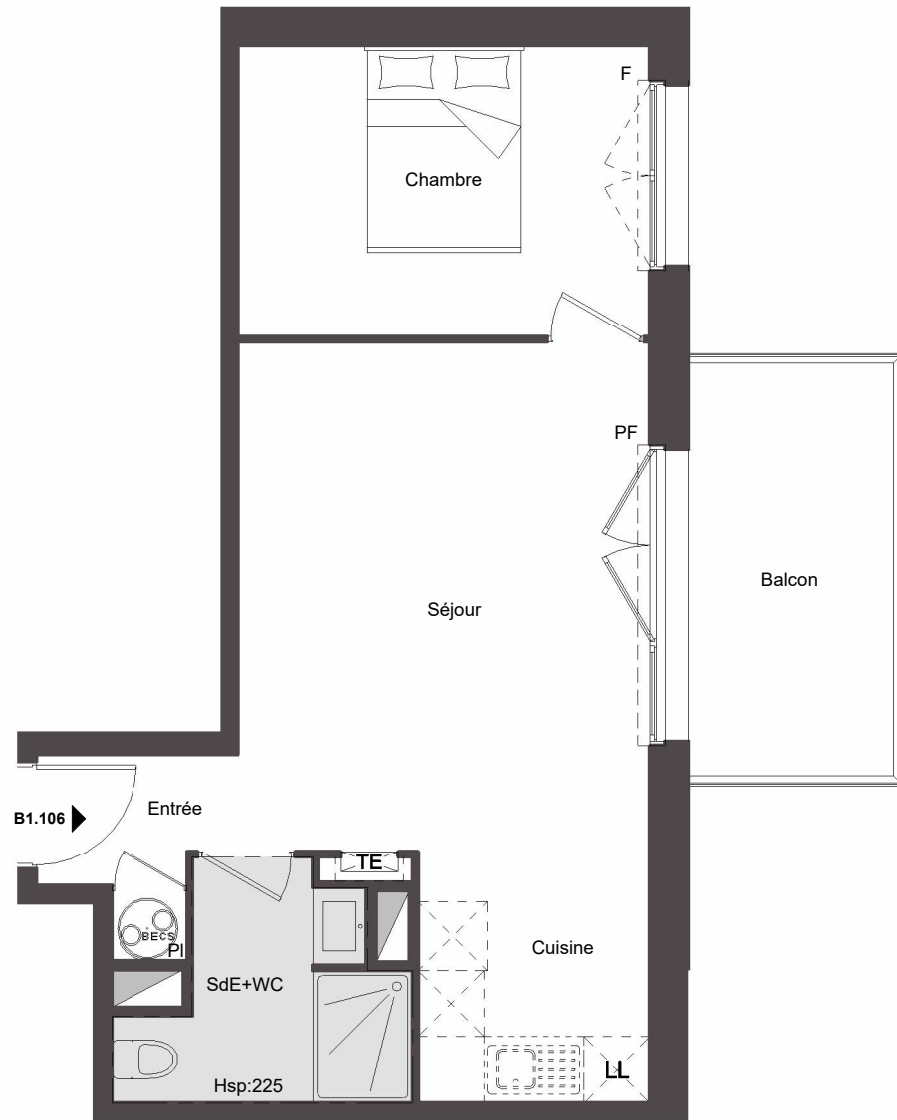 F
Chambre
PF
Balcon
Séjour
Entrée
B1.106
TE
BECS
PI
Cuisine
SdE+WC
LL
Hsp:225